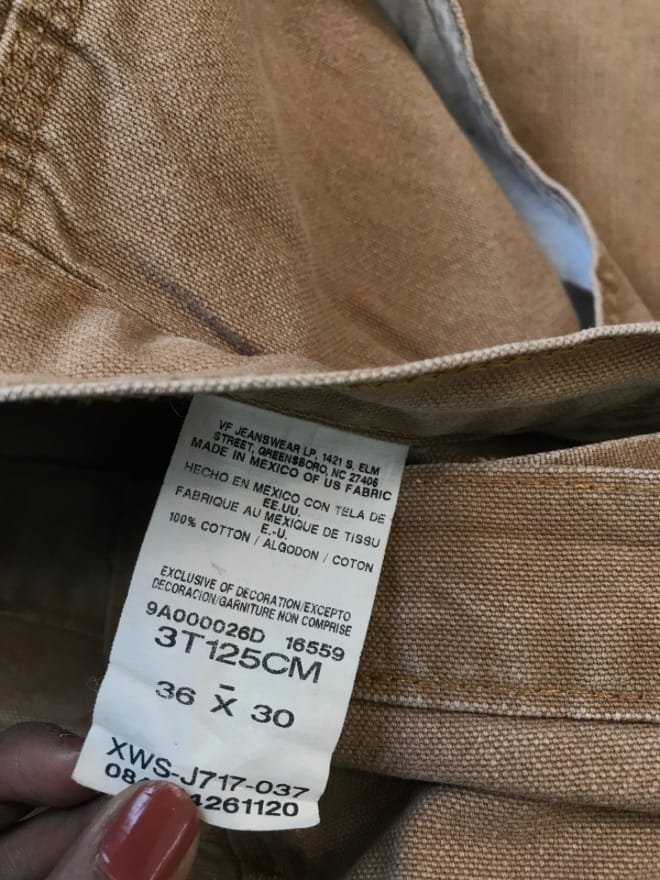 VF JEANSWEAR LP, 1421 S. ELM
STREET, GREENSBORO, NC 27406
MADE IN MEXICO OF US FABRIC
HECHO EN MEXICO CON TELA DE
EE.UU.
FABRIQUE AU MEXIQUE DE TISSU
E.-U.
100% COTTON / ALGODON / COTON
EXCLUSIVE OF DECORATION/EXCEPTO
DECORACION/GARNITURE NON COMPRISE
9A000026D 16559
3T125CM
36 X 30
XWS-J717-037